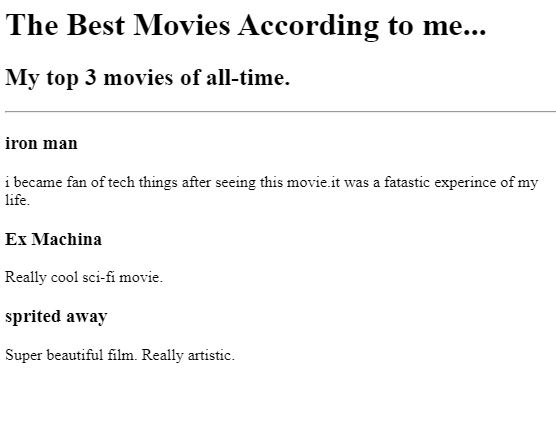 The Best Movies According to me...
My top 3 movies of all-time.
iron man
i became fan of tech things after seeing this movie.it was a fatastic experince of my
life.
Ex Machina
Really cool sci-fi movie.
sprited away
Super beautiful film. Really artistic.